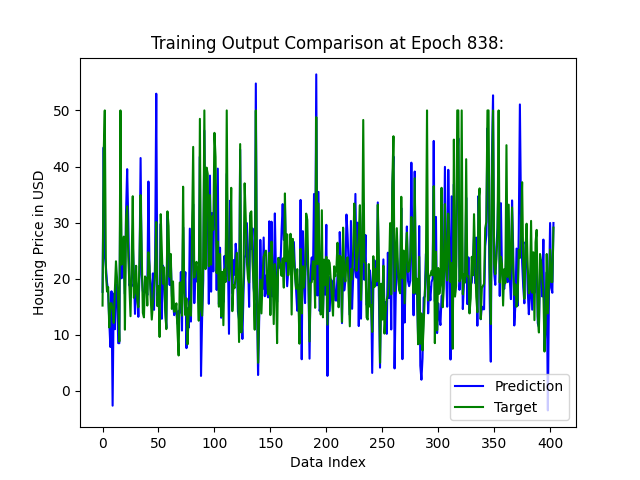 Training Output Comparison at Epoch 838:
Housing Price in USD
50
40
30
20
10
0
0 50 100 150 200 250 300 350 400
Data Index
Prediction
Target